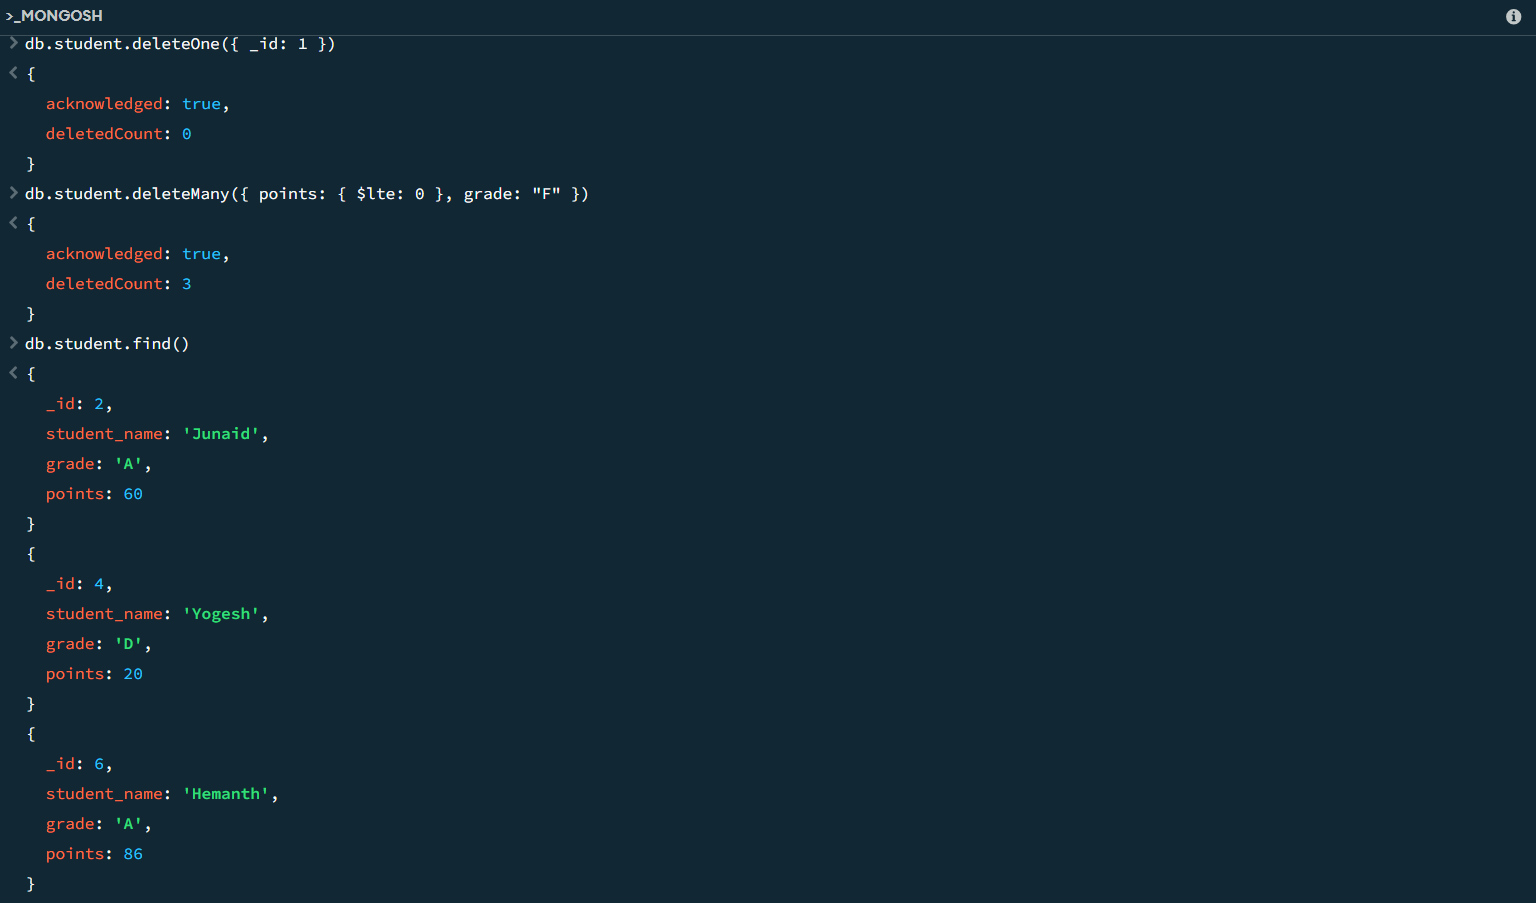 >_MONGOSH
> db.student.deleteOne({ _id: 1 })
< {
acknowledged: true,
deletedCount: 0
}
> db.student.deleteMany({ points: { $lte: 0 }, grade: "F" })
< {
acknowledged: true,
deletedCount: 3
}
> db.student.find()
< {
_id: 2,
student_name: 'Junaid',
grade: 'A',
points: 60
}
{
_id: 4,
student_name: 'Yogesh',
grade: 'D',
points: 20
}
{
_id: 6,
student_name: 'Hemanth',
grade: 'A',
points: 86
}